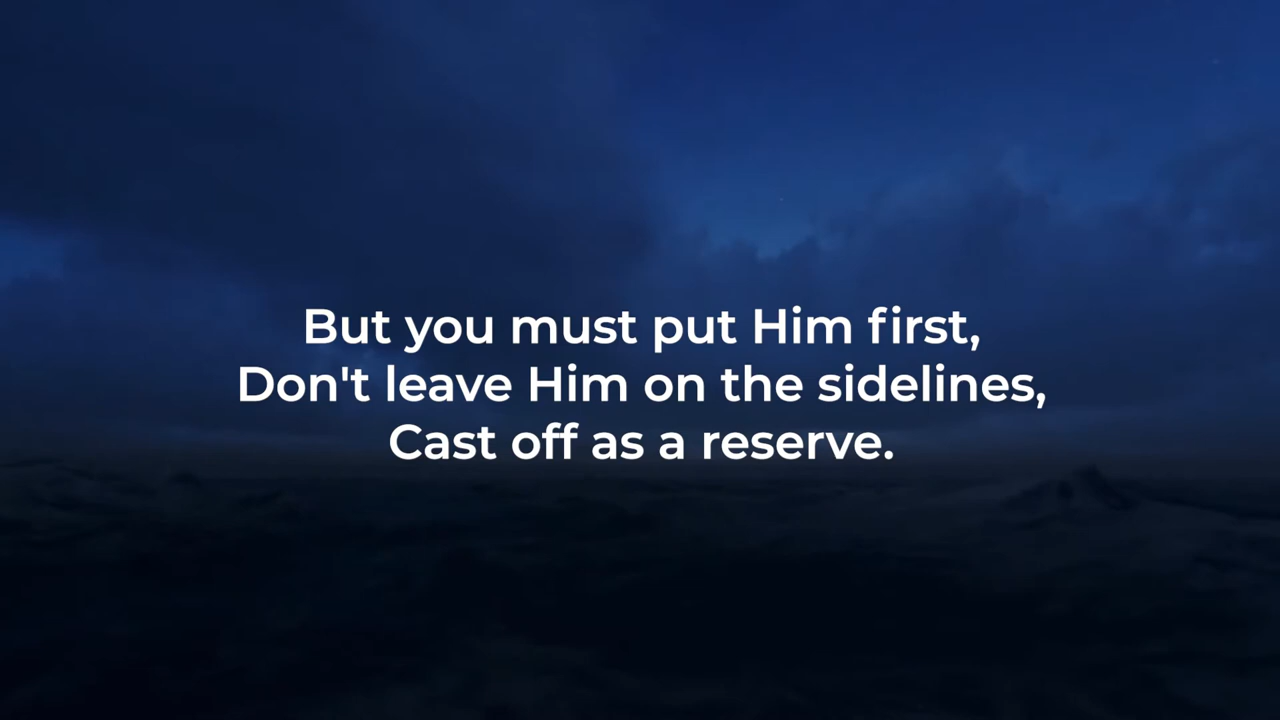 But you must put Him first,
Don't leave Him on the sidelines,
Cast off as a reserve.